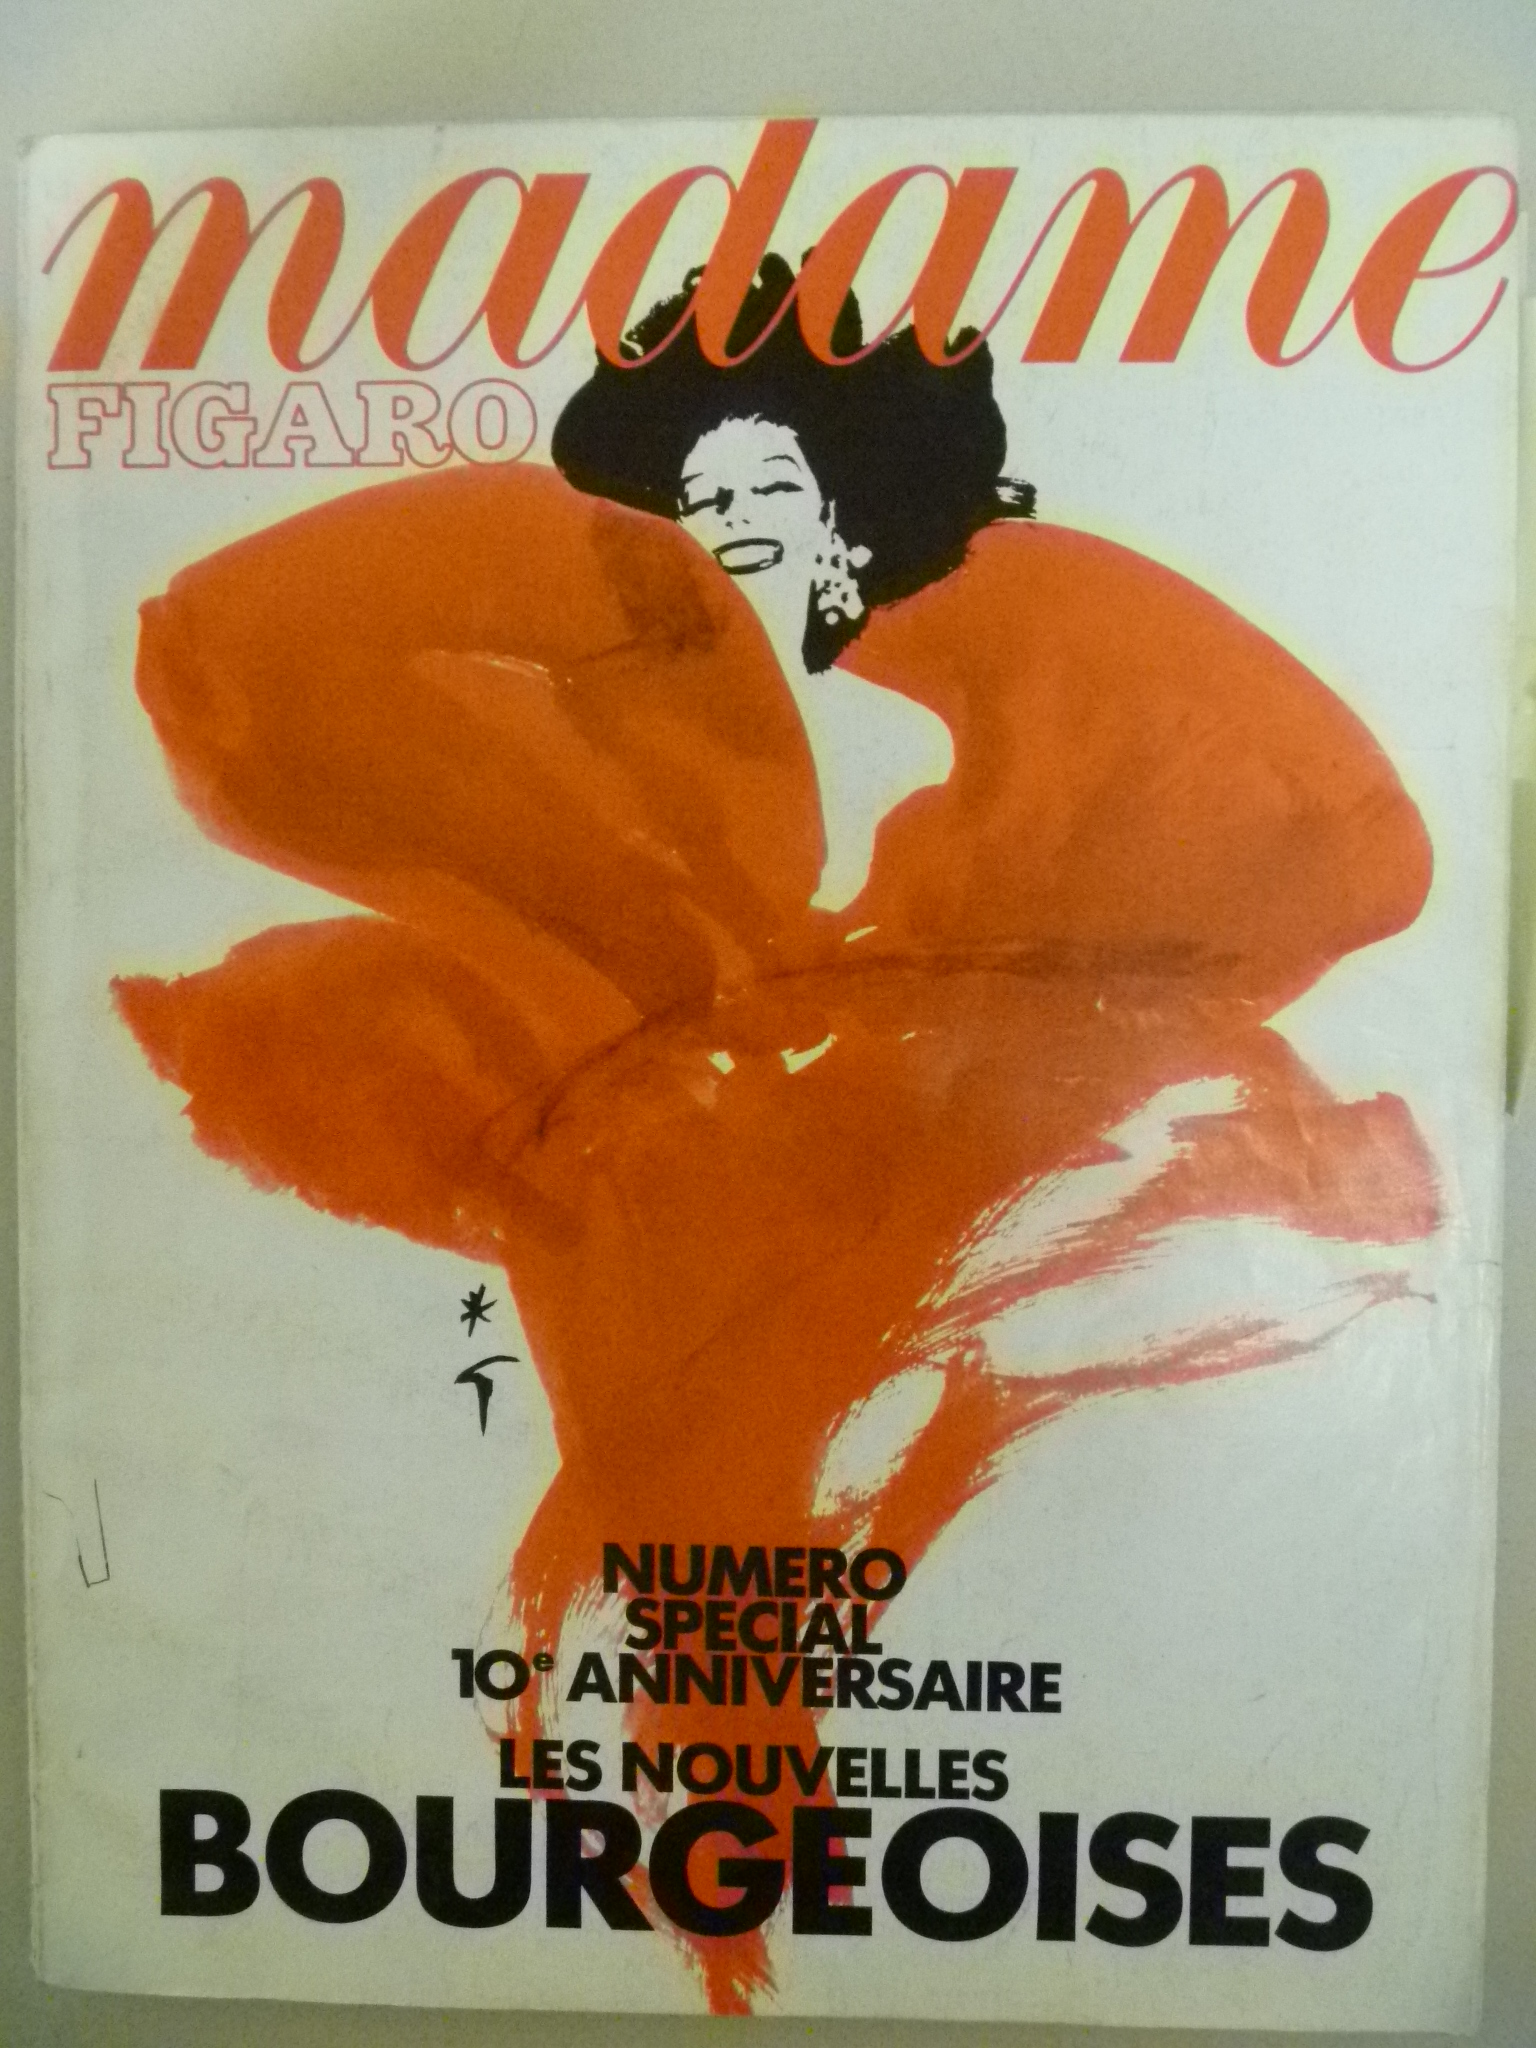 madame
FIGARO
NUMERO
SPECIAL
10e ANNIVERSAIRE
LES NOUVELLES
BOURGEOISES